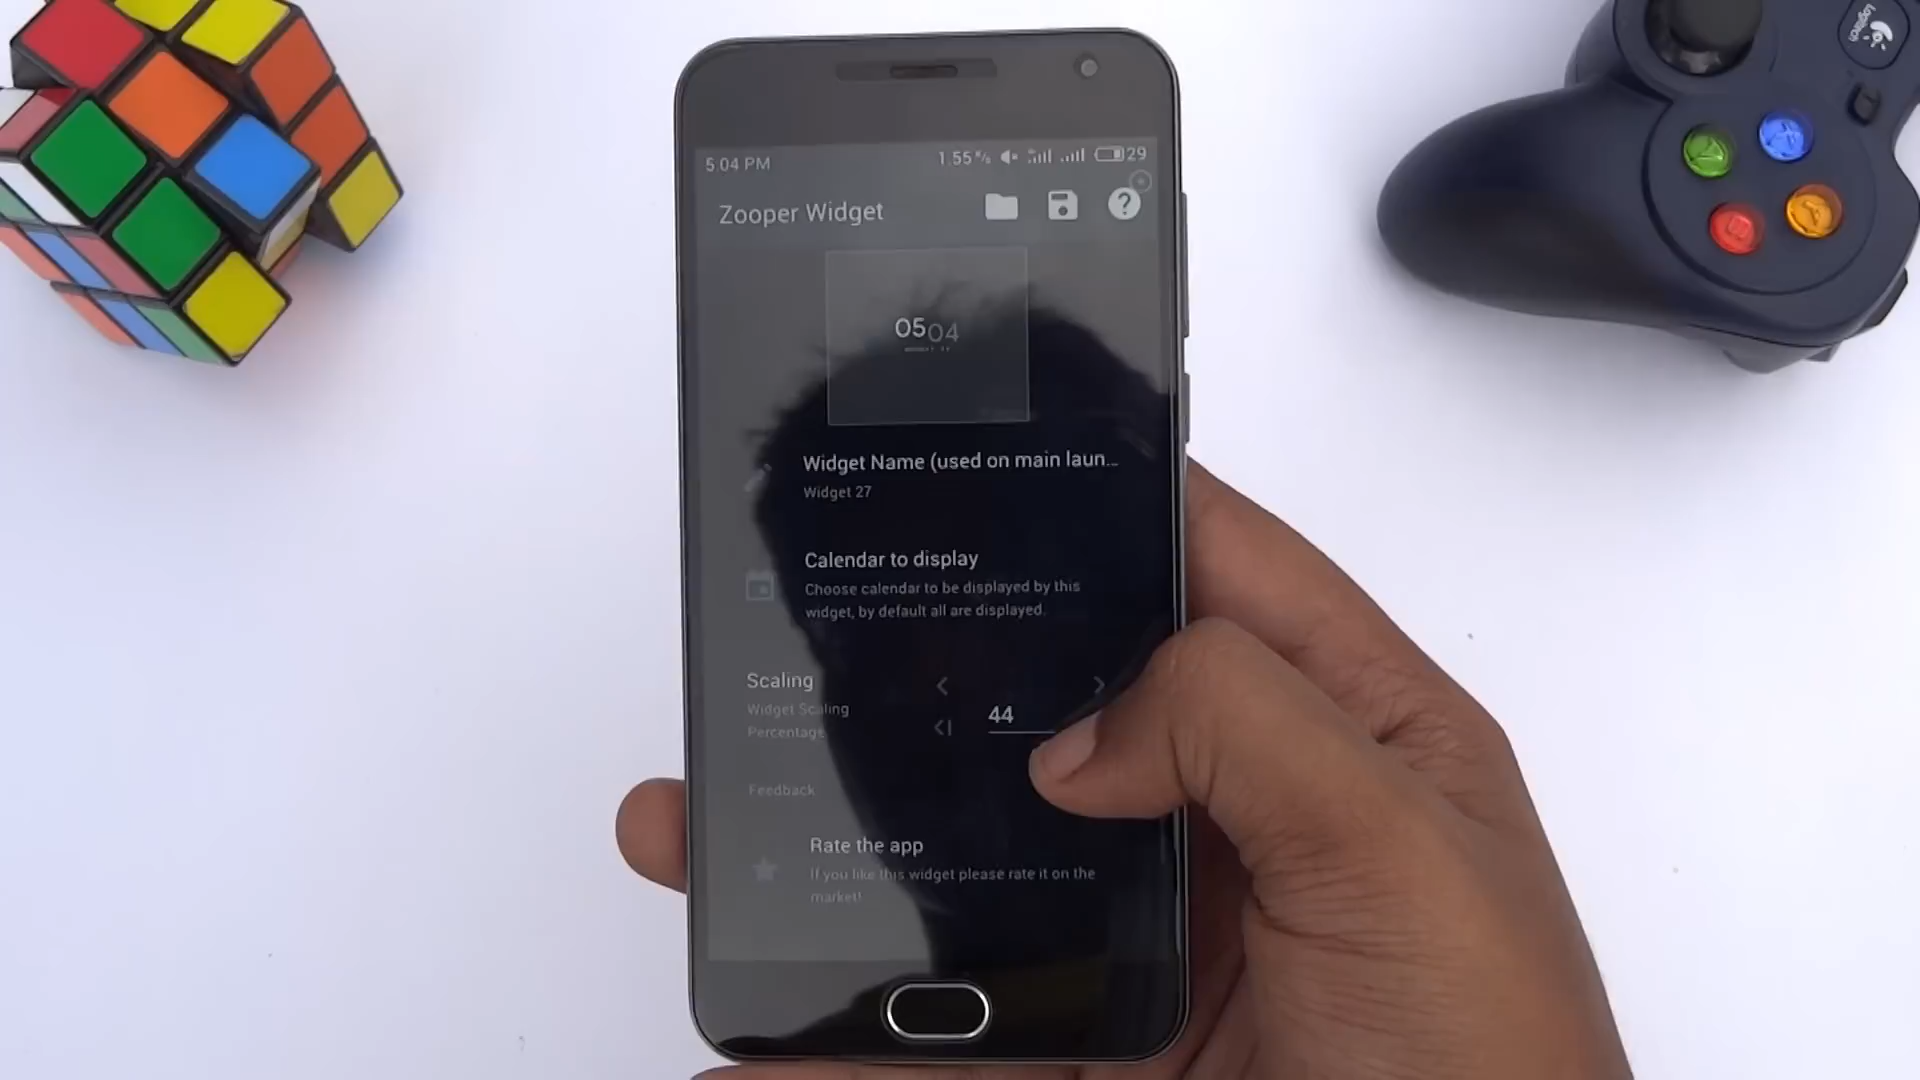 5:04 PM
1.55 K/s
29
Zooper Widget
0504
Widget Name (used on main laun...
Widget 27
Calendar to display
Choose calendar to be displayed by this
widget, by default all are displayed.
Scaling
Widget Scaling
Percentage
44
Feedback
Rate the app
If you like this widget please rate it on the
market!
Logitech